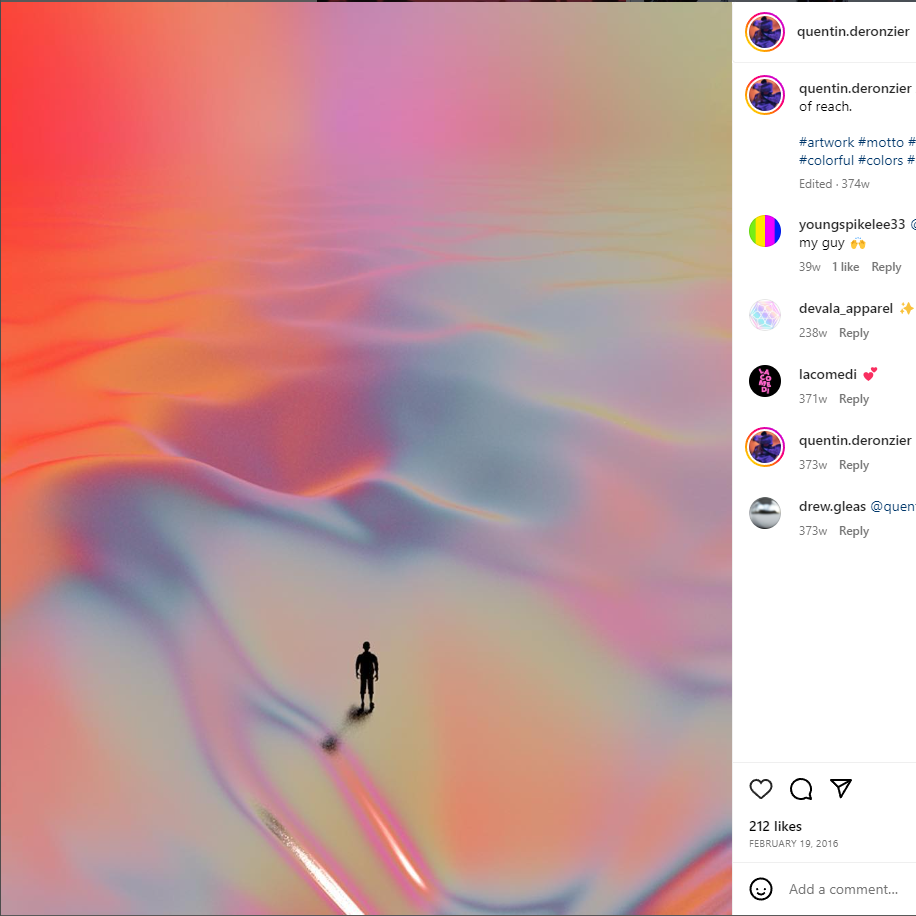 quentin.deronzier
quentin.deronzier
of reach.
#artwork #motto #
#colorful #colors #
Edited · 374w
youngspikelee33 @
my guy 🙌
39w 1 like Reply
devala_apparel ✨
238w Reply
lacomedi 💕
371w Reply
quentin.deronzier
373w Reply
drew.gleas @quen
373w Reply
212 likes
FEBRUARY 19, 2016
Add a comment...